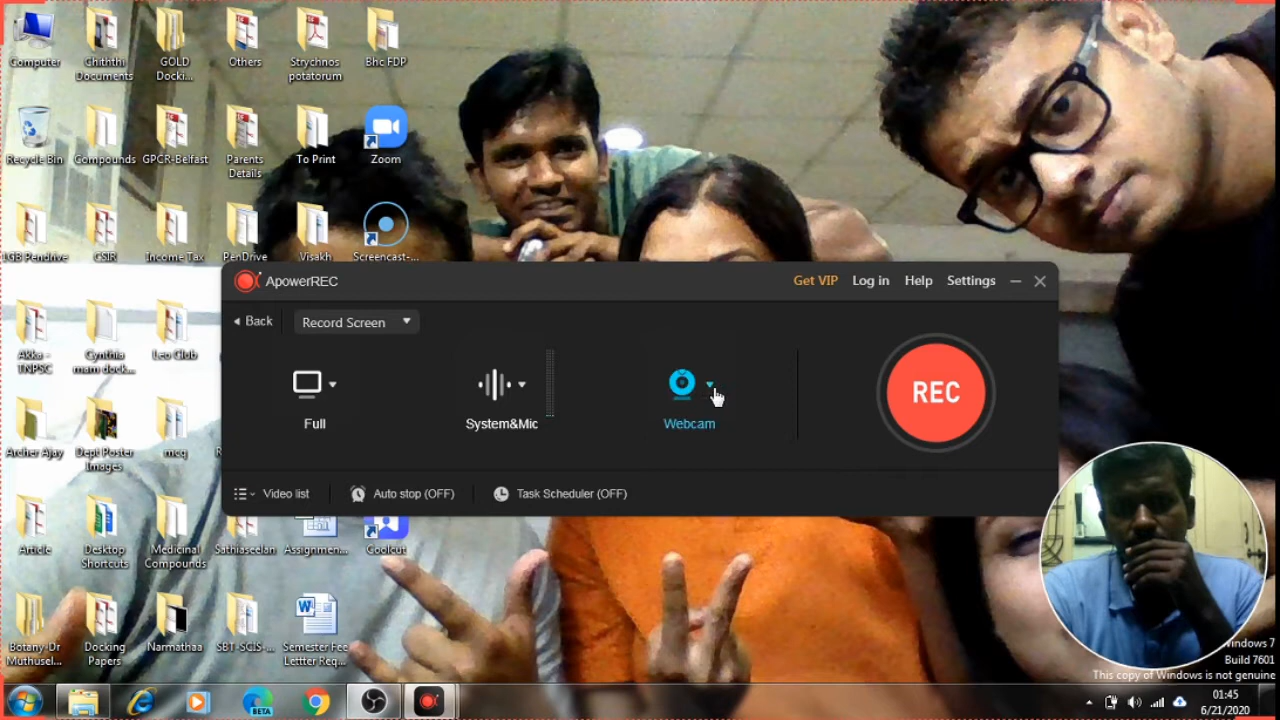 Computer
Chiththi
Documents
GOLD
Docki...
Others
Strychnos
potatorum
Bhc FDP
Recycle Bin
Compounds
GPCR-Belfast
Parents
Details
To Print
Zoom
1GB Pendrive
CSIR
Income Tax
PenDrive
Visakh
Screencast-...
ApowerREC
Get VIP
Log in
Help
Settings
Back
Record Screen
Akka -
TNPSC
Cynthia
mam dock...
Leo Club
REC
Full
System&Mic
Webcam
Archer Ajay
Dept Poster
Images
mcq
Video list
Auto stop (OFF)
Task Scheduler (OFF)
Article
Desktop
Shortcuts
Medicinal
Compounds
Sathiaseelan
Assignmen...
Coolcut
Botany-Dr
Muthusel...
Docking
Papers
Narmathaa
SBT-SCIS-...
Semester Fee
Lettter Req...
Windows 7
Build 7601
This copy of Windows is not genuine
BETA
01:45
6/21/2020